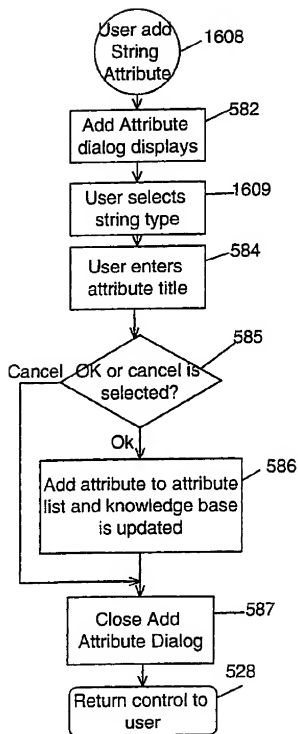 User add
String
Attribute
1608
582
Add Attribute
dialog displays
1609
User selects
string type
584
User enters
attribute title
585
Cancel
OK or cancel is
selected?
Ok
586
Add attribute to attribute
list and knowledge base
is updated
587
Close Add
Attribute Dialog
528
Return control to
user